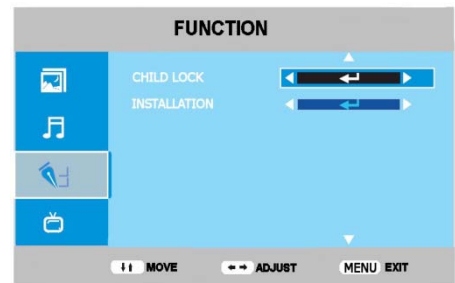 FUNCTION
CHILD LOCK
INSTALLATION
MOVE ADJUST MENU EXIT